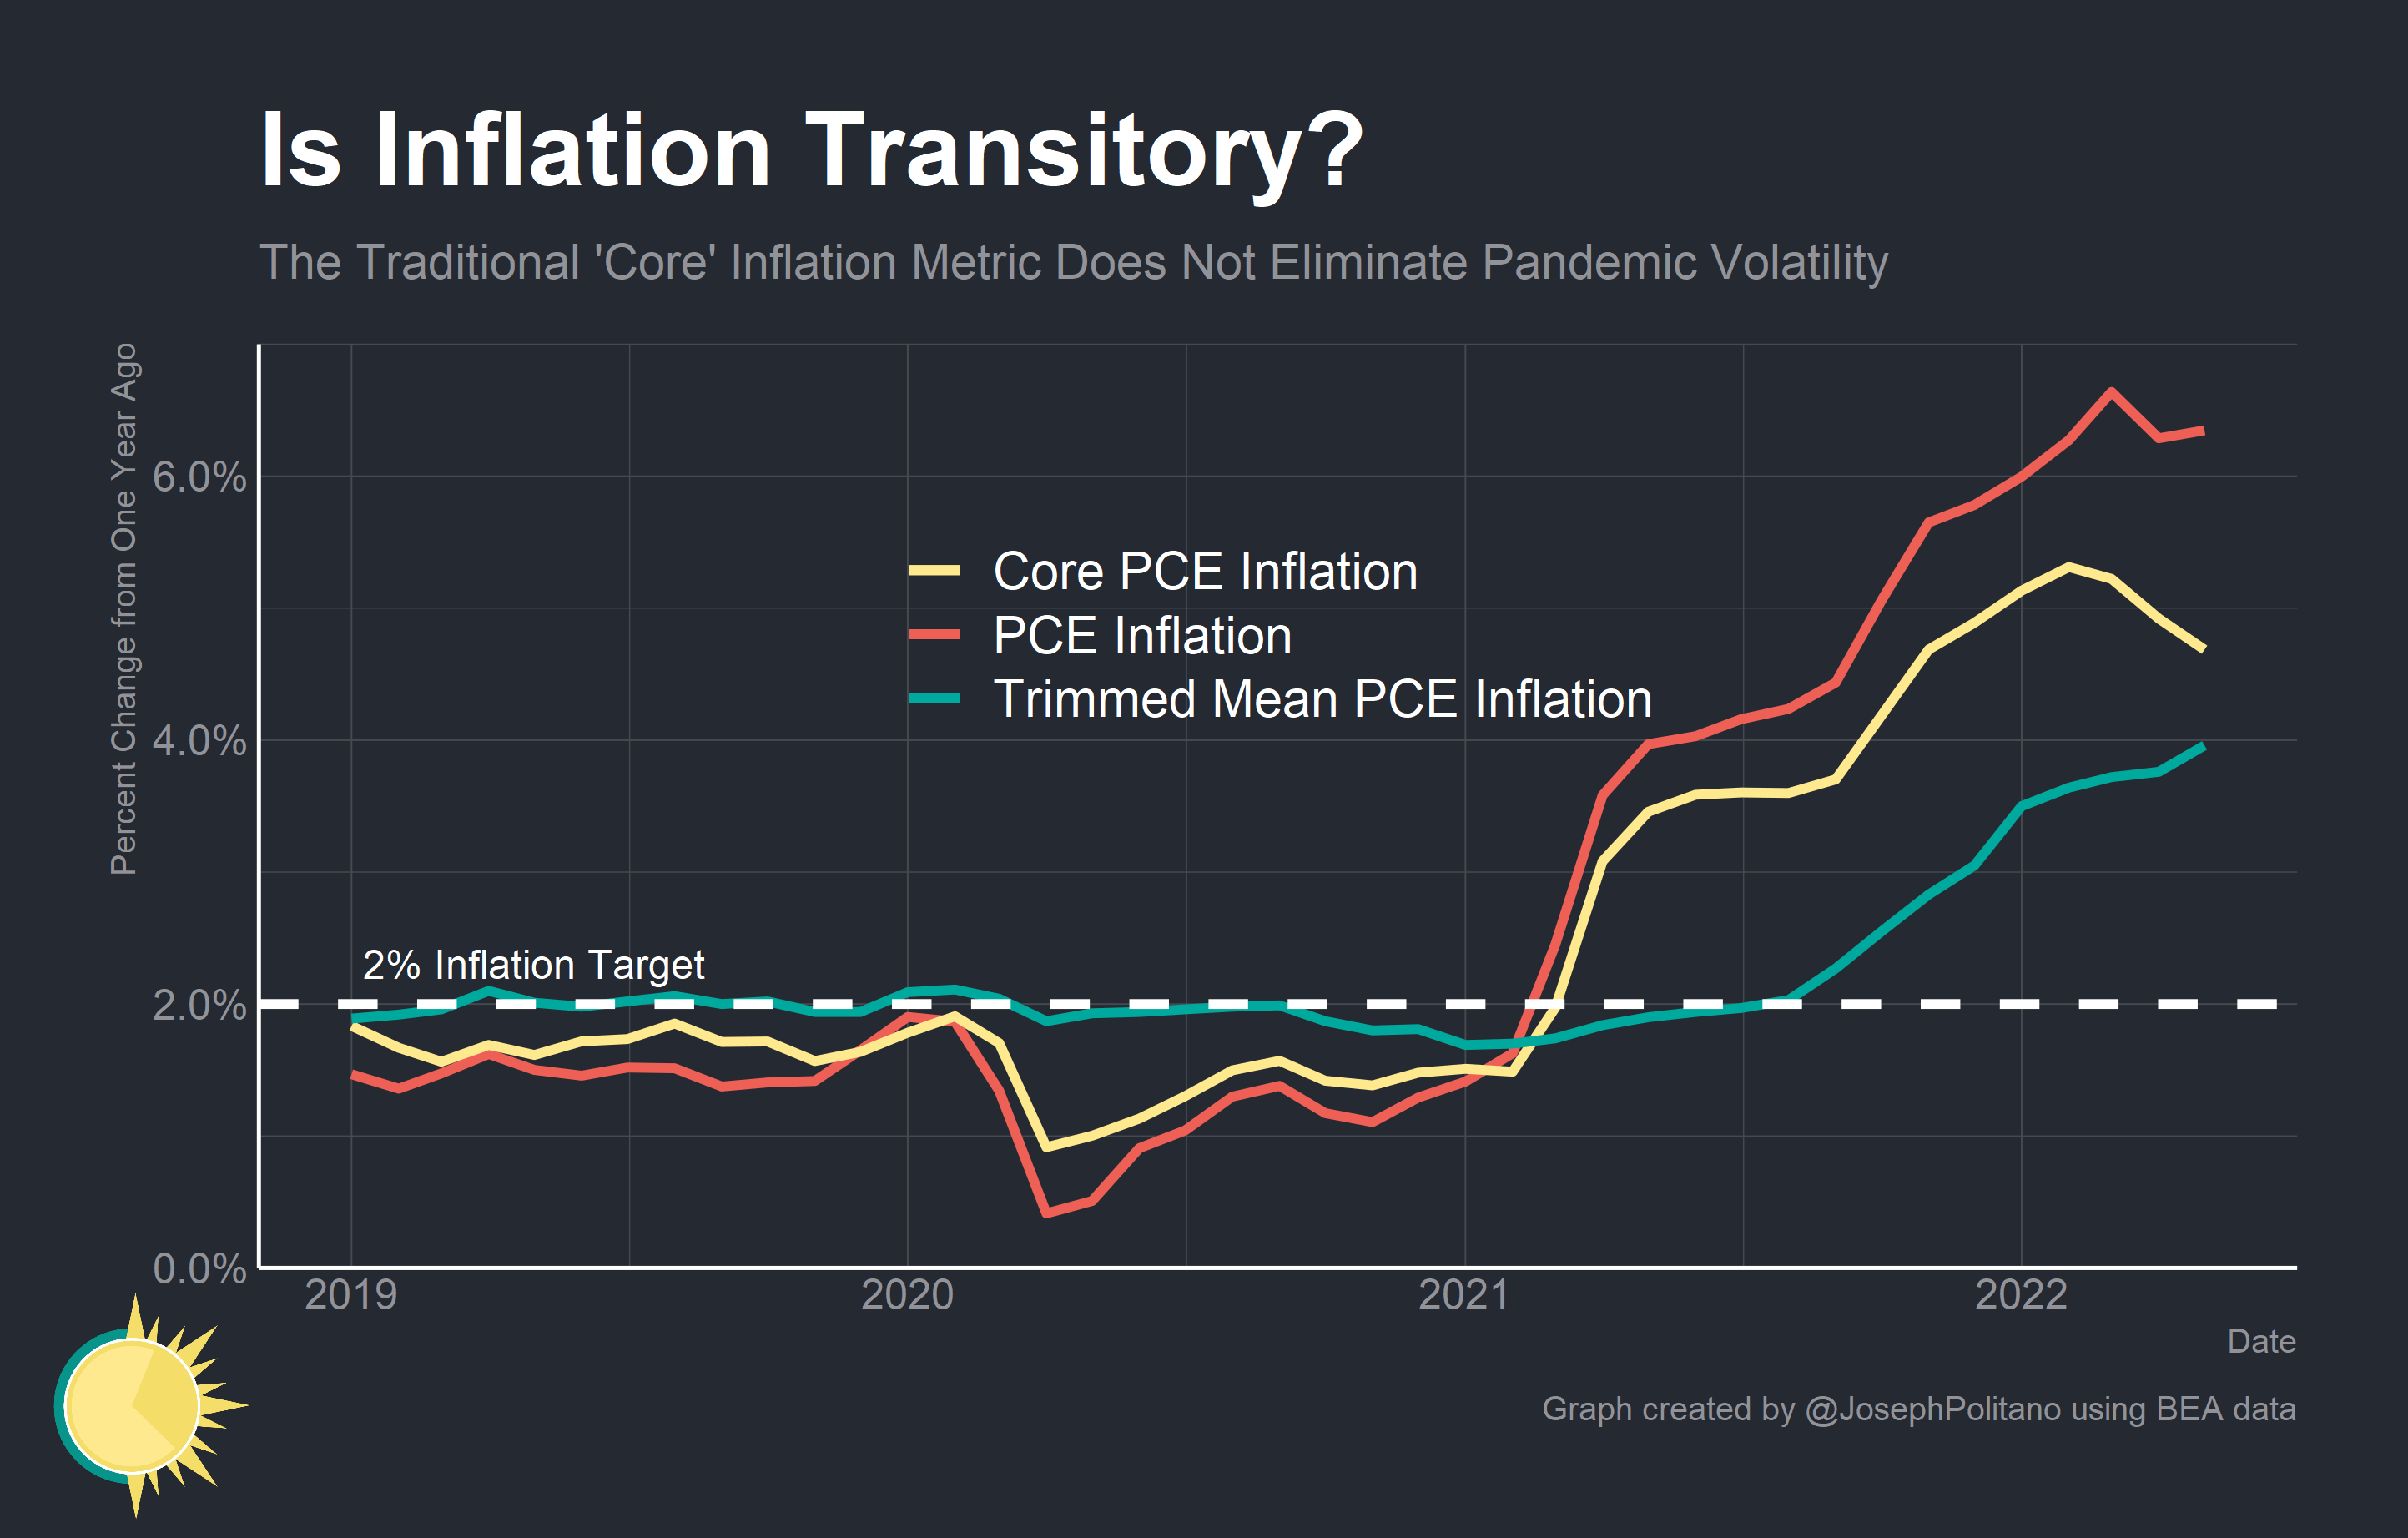 Is Inflation Transitory?
The Traditional 'Core' Inflation Metric Does Not Eliminate Pandemic Volatility
Percent Change from One Year Ago
6.0%
4.0%
2.0%
0.0%
Core PCE Inflation
PCE Inflation
Trimmed Mean PCE Inflation
2% Inflation Target
2019
2020
2021
2022
Date
Graph created by @JosephPolitano using BEA data